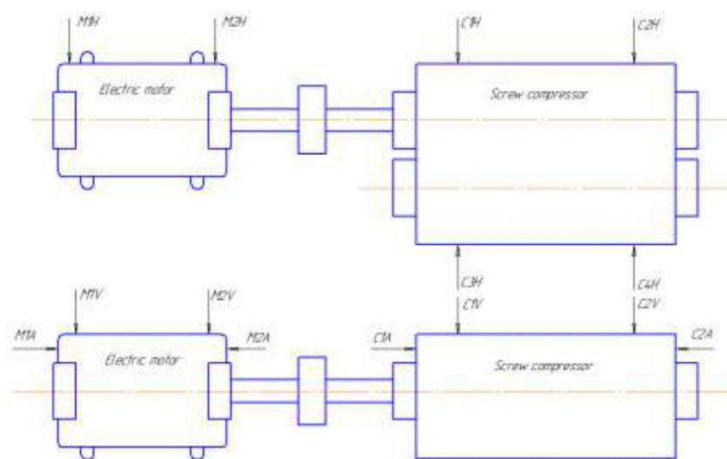 M1H
M2H
C1H
C2H
Electric motor
Screw compressor
C3H
C4H
M1V
M2V
C1V
C2V
M1A
M2A
C1A
C2A
Electric motor
Screw compressor